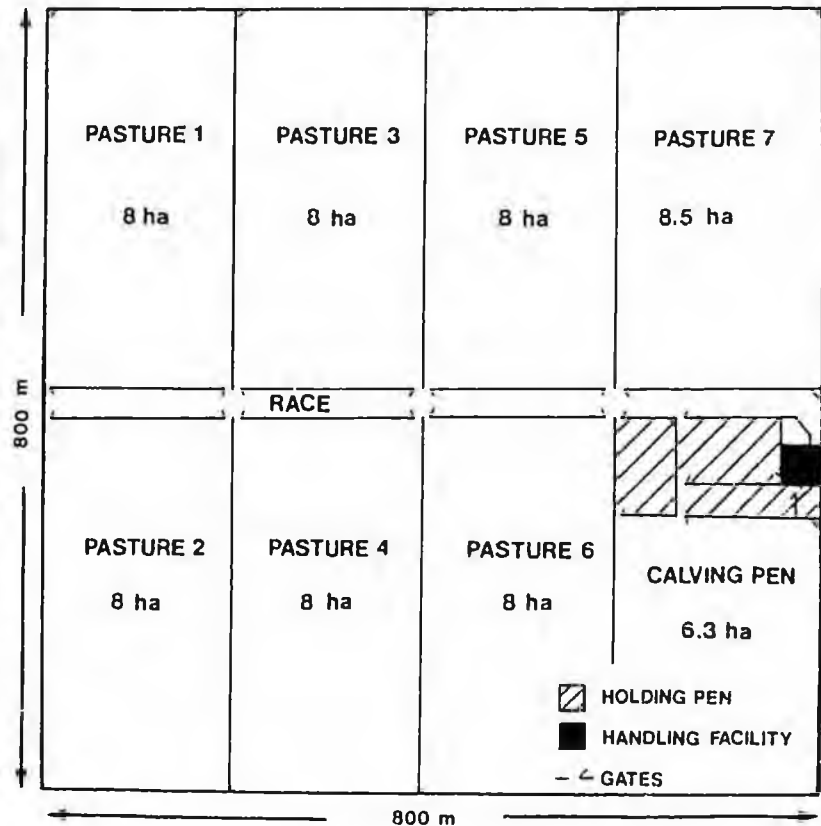 PASTURE 1
8 ha
PASTURE 3
8 ha
PASTURE 5
8 ha
PASTURE 7
8.5 ha
800 m
RACE
PASTURE 2
8 ha
PASTURE 4
8 ha
PASTURE 6
8 ha
CALVING PEN
6.3 ha
HOLDING PEN
HANDLING FACILITY
GATES
800 m